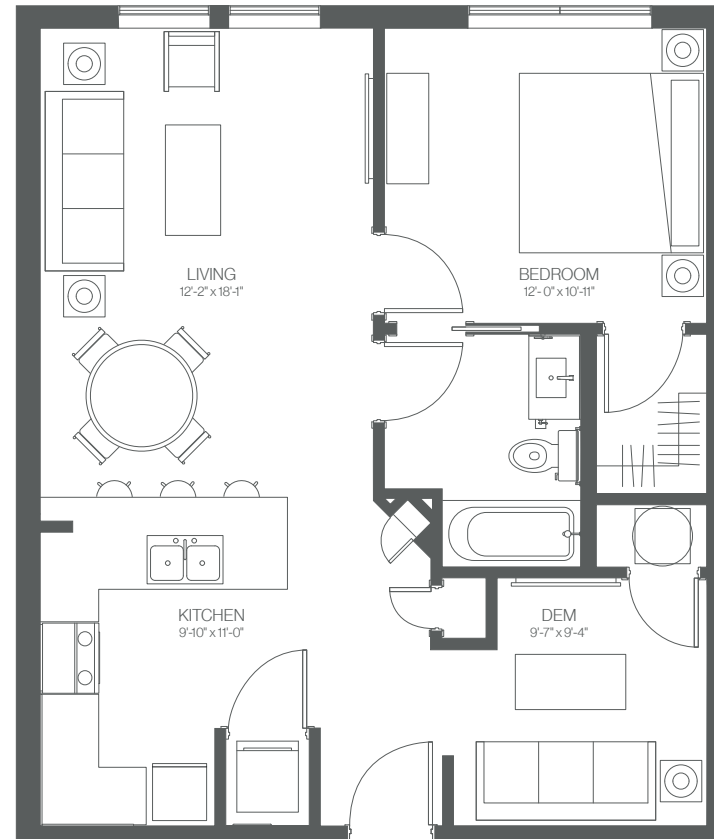 LIVING
12'-2" x 18'-1"
BEDROOM
12'- 0" x 10'-11"
KITCHEN
9'-10" x 11'-0"
DEM
9'-7" x 9'-4"